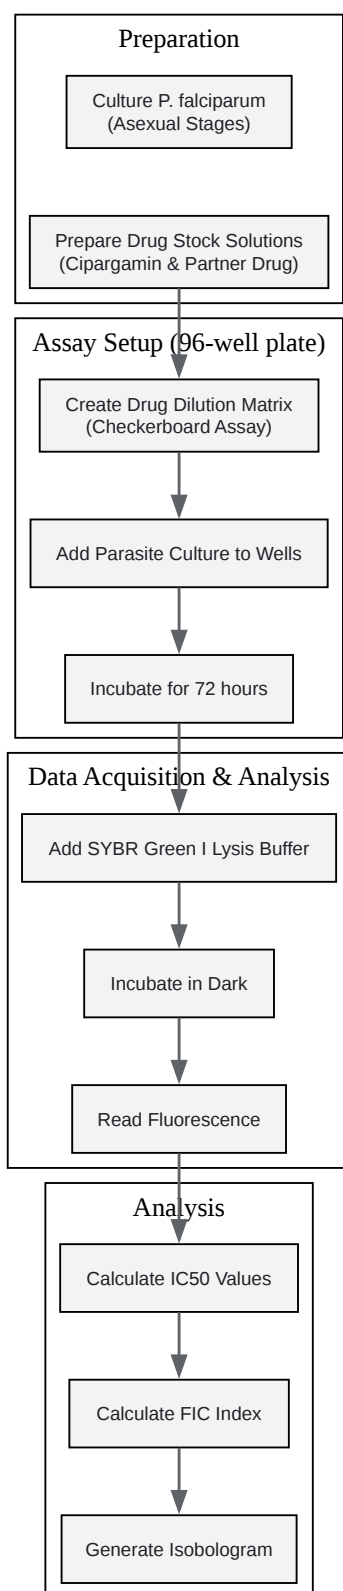 Preparation
Culture P. falciparum
(Asexual Stages)
Prepare Drug Stock Solutions
(Cipargamin & Partner Drug)
Assay Setup (96-well plate)
Create Drug Dilution Matrix
(Checkerboard Assay)
Add Parasite Culture to Wells
Incubate for 72 hours
Data Acquisition & Analysis
Add SYBR Green I Lysis Buffer
Incubate in Dark
Read Fluorescence
Analysis
Calculate IC50 Values
Calculate FIC Index
Generate Isobologram